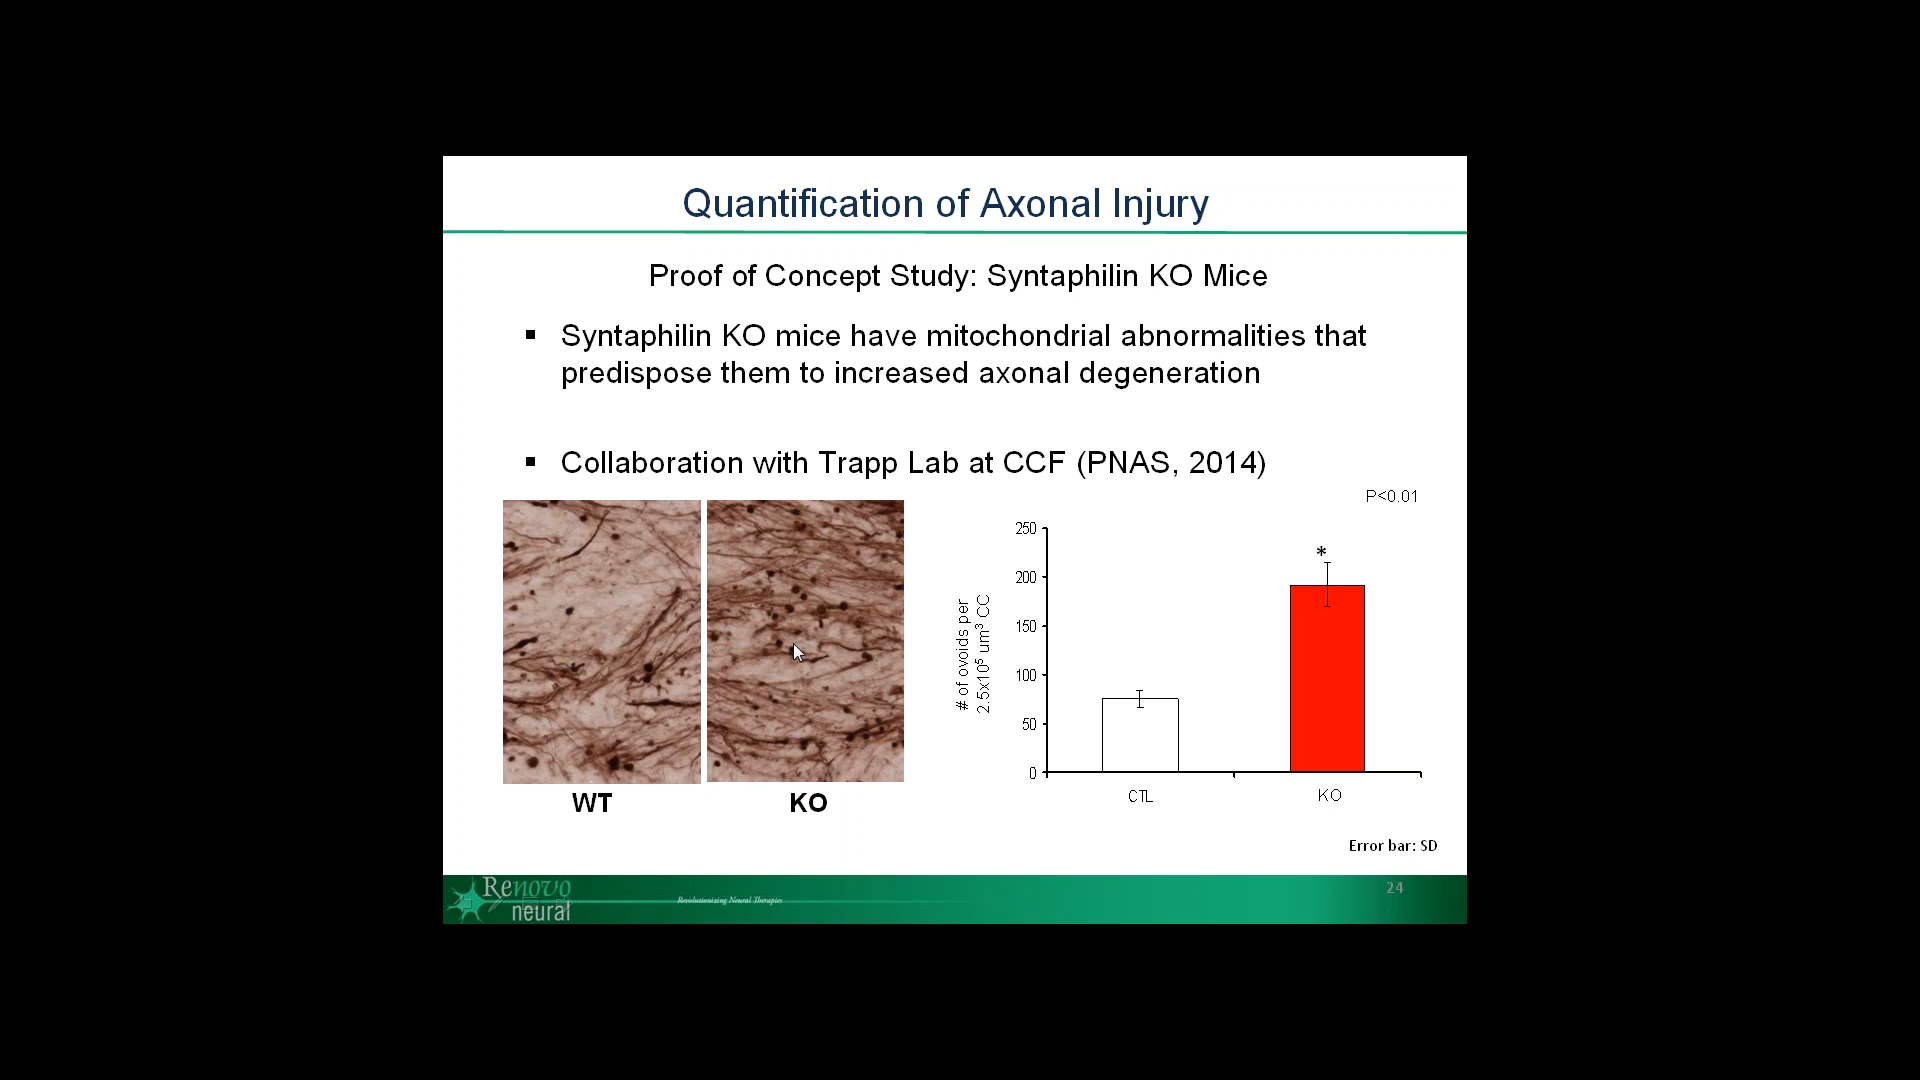 Quantification of Axonal Injury
Proof of Concept Study: Syntaphilin KO Mice
▪ Syntaphilin KO mice have mitochondrial abnormalities that
predispose them to increased axonal degeneration
▪ Collaboration with Trapp Lab at CCF (PNAS, 2014)
P<0.01
250
200
150
100
50
0
*
# of ovoids per
2.5x10⁵ um³ CC
CTL
KO
WT
KO
Error bar: SD
Renovo
neural
Revolutionizing Neural Therapies
24